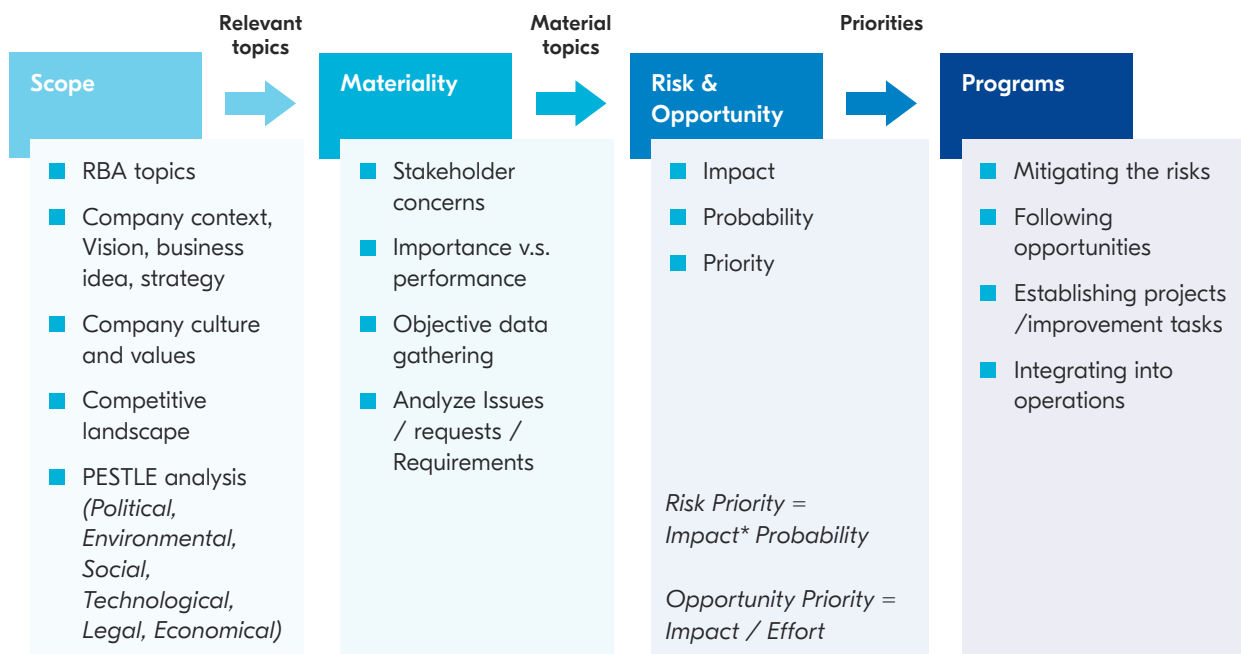 Relevant
topics
Material
topics
Priorities
Scope
Materiality
Risk &
Opportunity
Programs
RBA topics
Company context,
Vision, business
idea, strategy
Company culture
and values
Competitive
landscape
PESTLE analysis
(Political,
Environmental,
Social,
Technological,
Legal, Economical)
Stakeholder
concerns
Importance v.s.
performance
Objective data
gathering
Analyze Issues
/ requests /
Requirements
Impact
Probability
Priority
Risk Priority =
Impact* Probability
Opportunity Priority =
Impact / Effort
Mitigating the risks
Following
opportunities
Establishing projects
/improvement tasks
Integrating into
operations